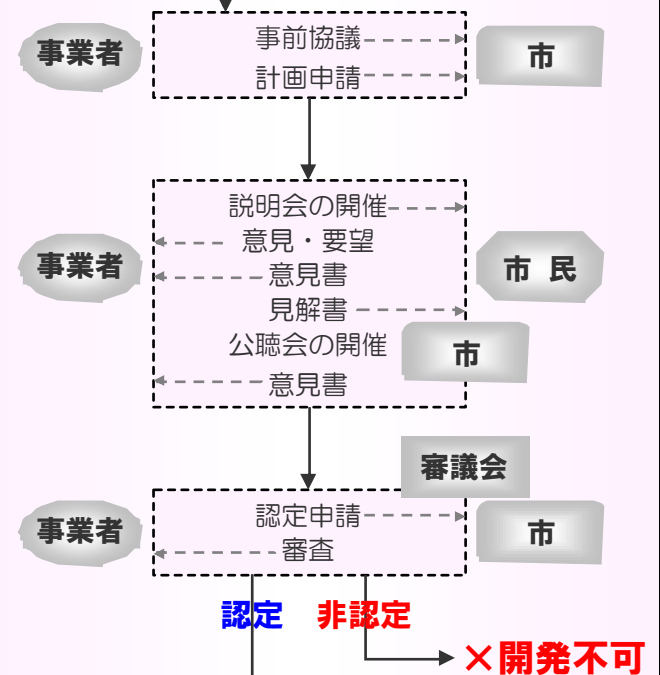 事前協議
事業者
市
計画申請
説明会の開催
意見・要望
事業者
市 民
意見書
見解書
公聴会の開催
市
意見書
審議会
認定申請
事業者
市
審査
認定 非認定
×開発不可